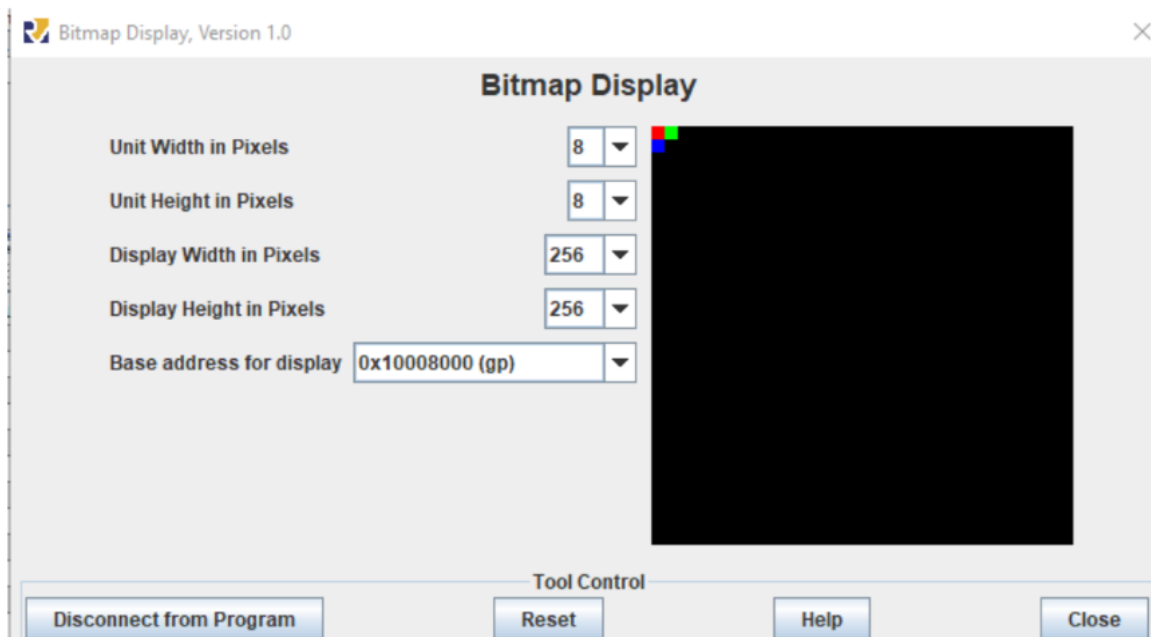 Bitmap Display, Version 1.0
Bitmap Display
Unit Width in Pixels 8
Unit Height in Pixels 8
Display Width in Pixels 256
Display Height in Pixels 256
Base address for display 0x10008000 (gp)
Tool Control
Disconnect from Program Reset Help Close